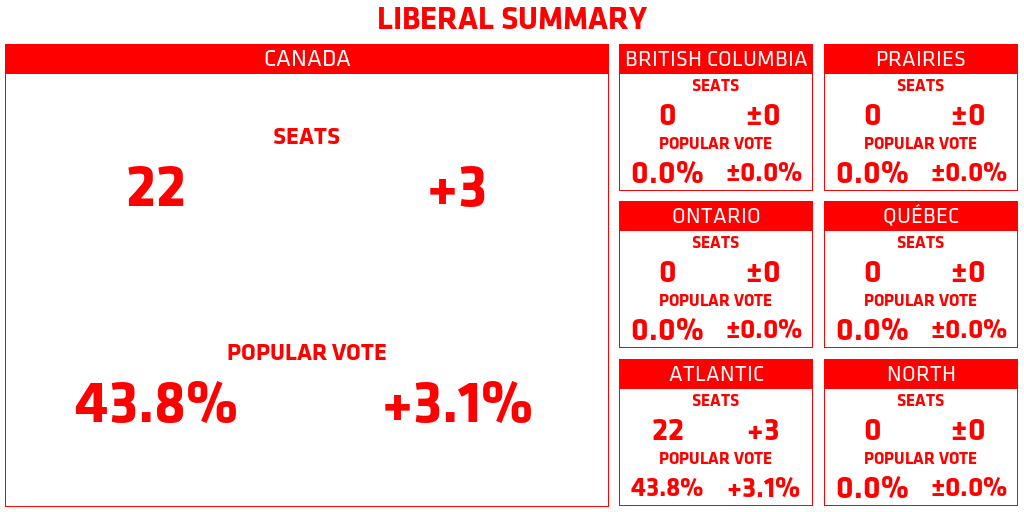 LIBERAL SUMMARY
CANADA
SEATS
22 +3
POPULAR VOTE
43.8% +3.1%
BRITISH COLUMBIA
SEATS
0 ±0
POPULAR VOTE
0.0% ±0.0%
PRAIRIES
SEATS
0 ±0
POPULAR VOTE
0.0% ±0.0%
ONTARIO
SEATS
0 ±0
POPULAR VOTE
0.0% ±0.0%
QUÉBEC
SEATS
0 ±0
POPULAR VOTE
0.0% ±0.0%
ATLANTIC
SEATS
22 +3
POPULAR VOTE
43.8% +3.1%
NORTH
SEATS
0 ±0
POPULAR VOTE
0.0% ±0.0%